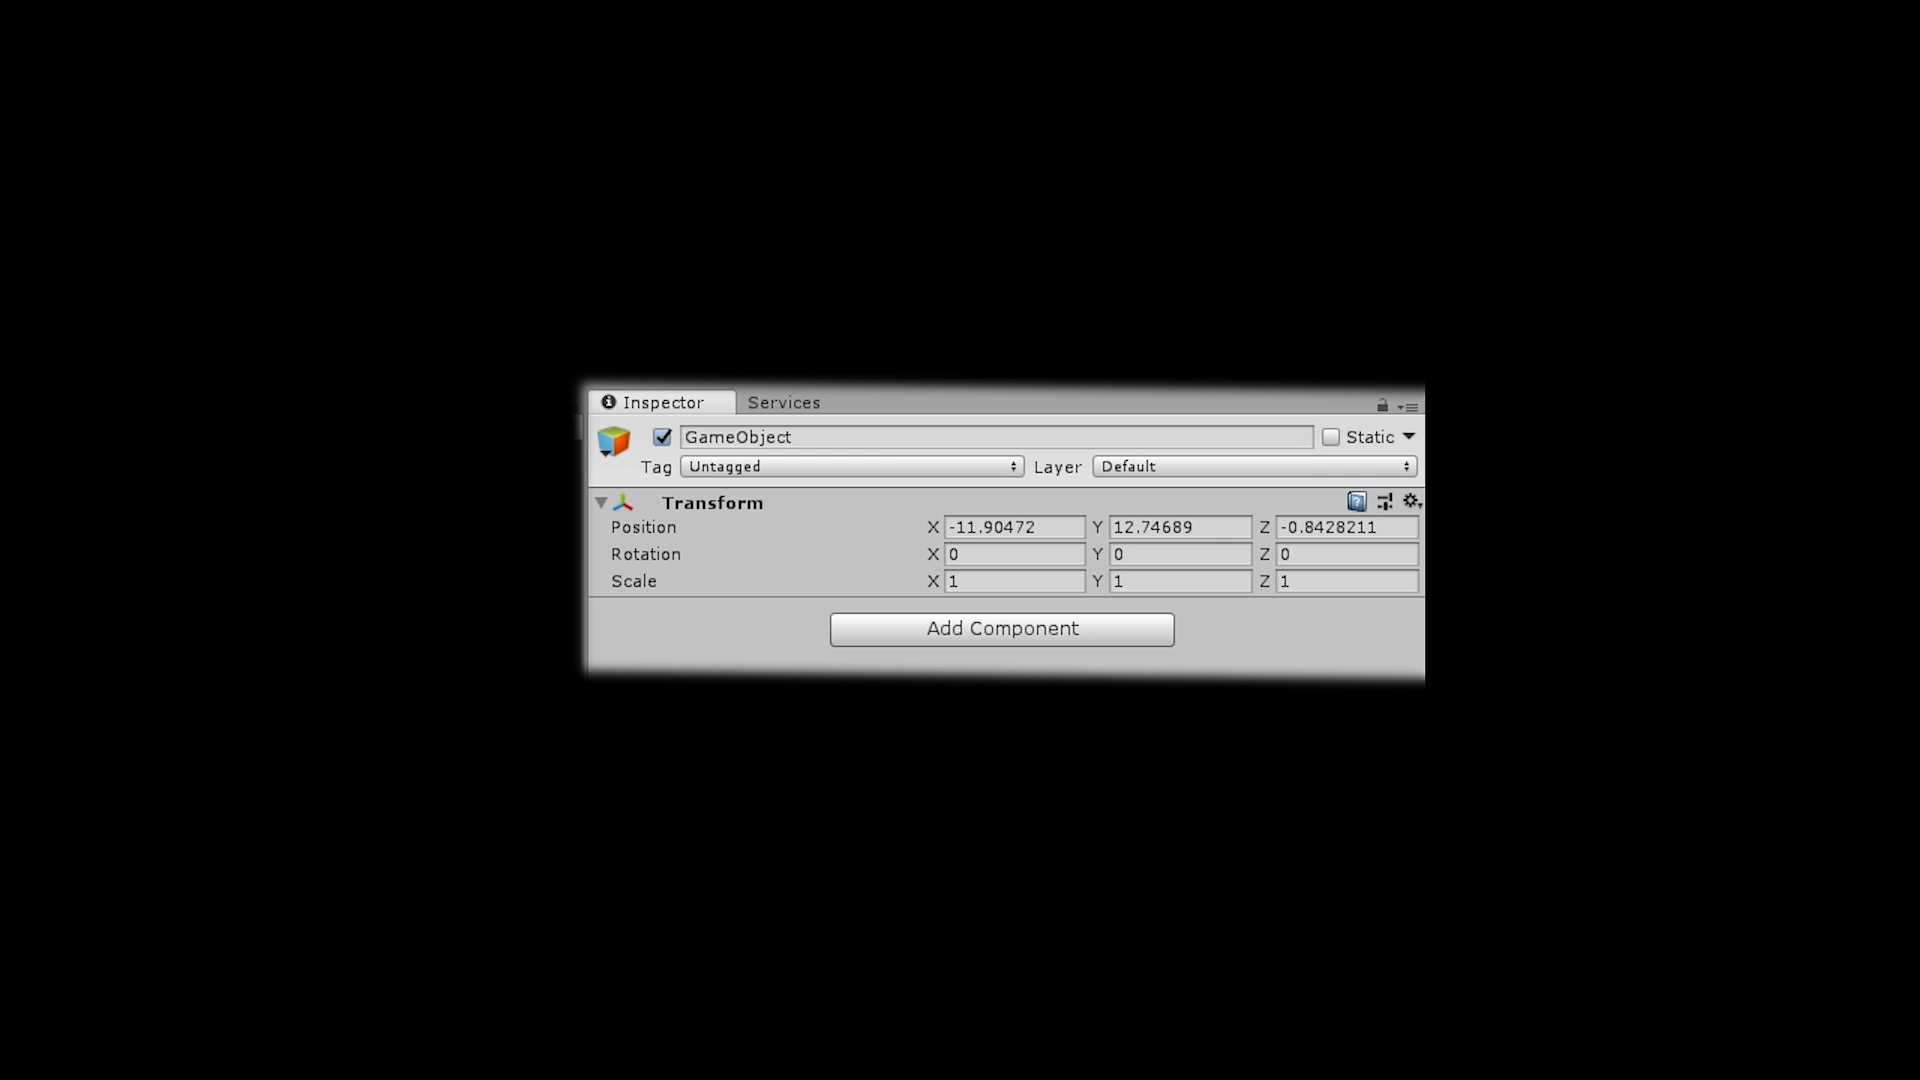 Inspector Services
GameObject Static
Tag Untagged Layer Default
Transform
Position X -11.90472 Y 12.74689 Z -0.8428211
Rotation X 0 Y 0 Z 0
Scale X 1 Y 1 Z 1
Add Component